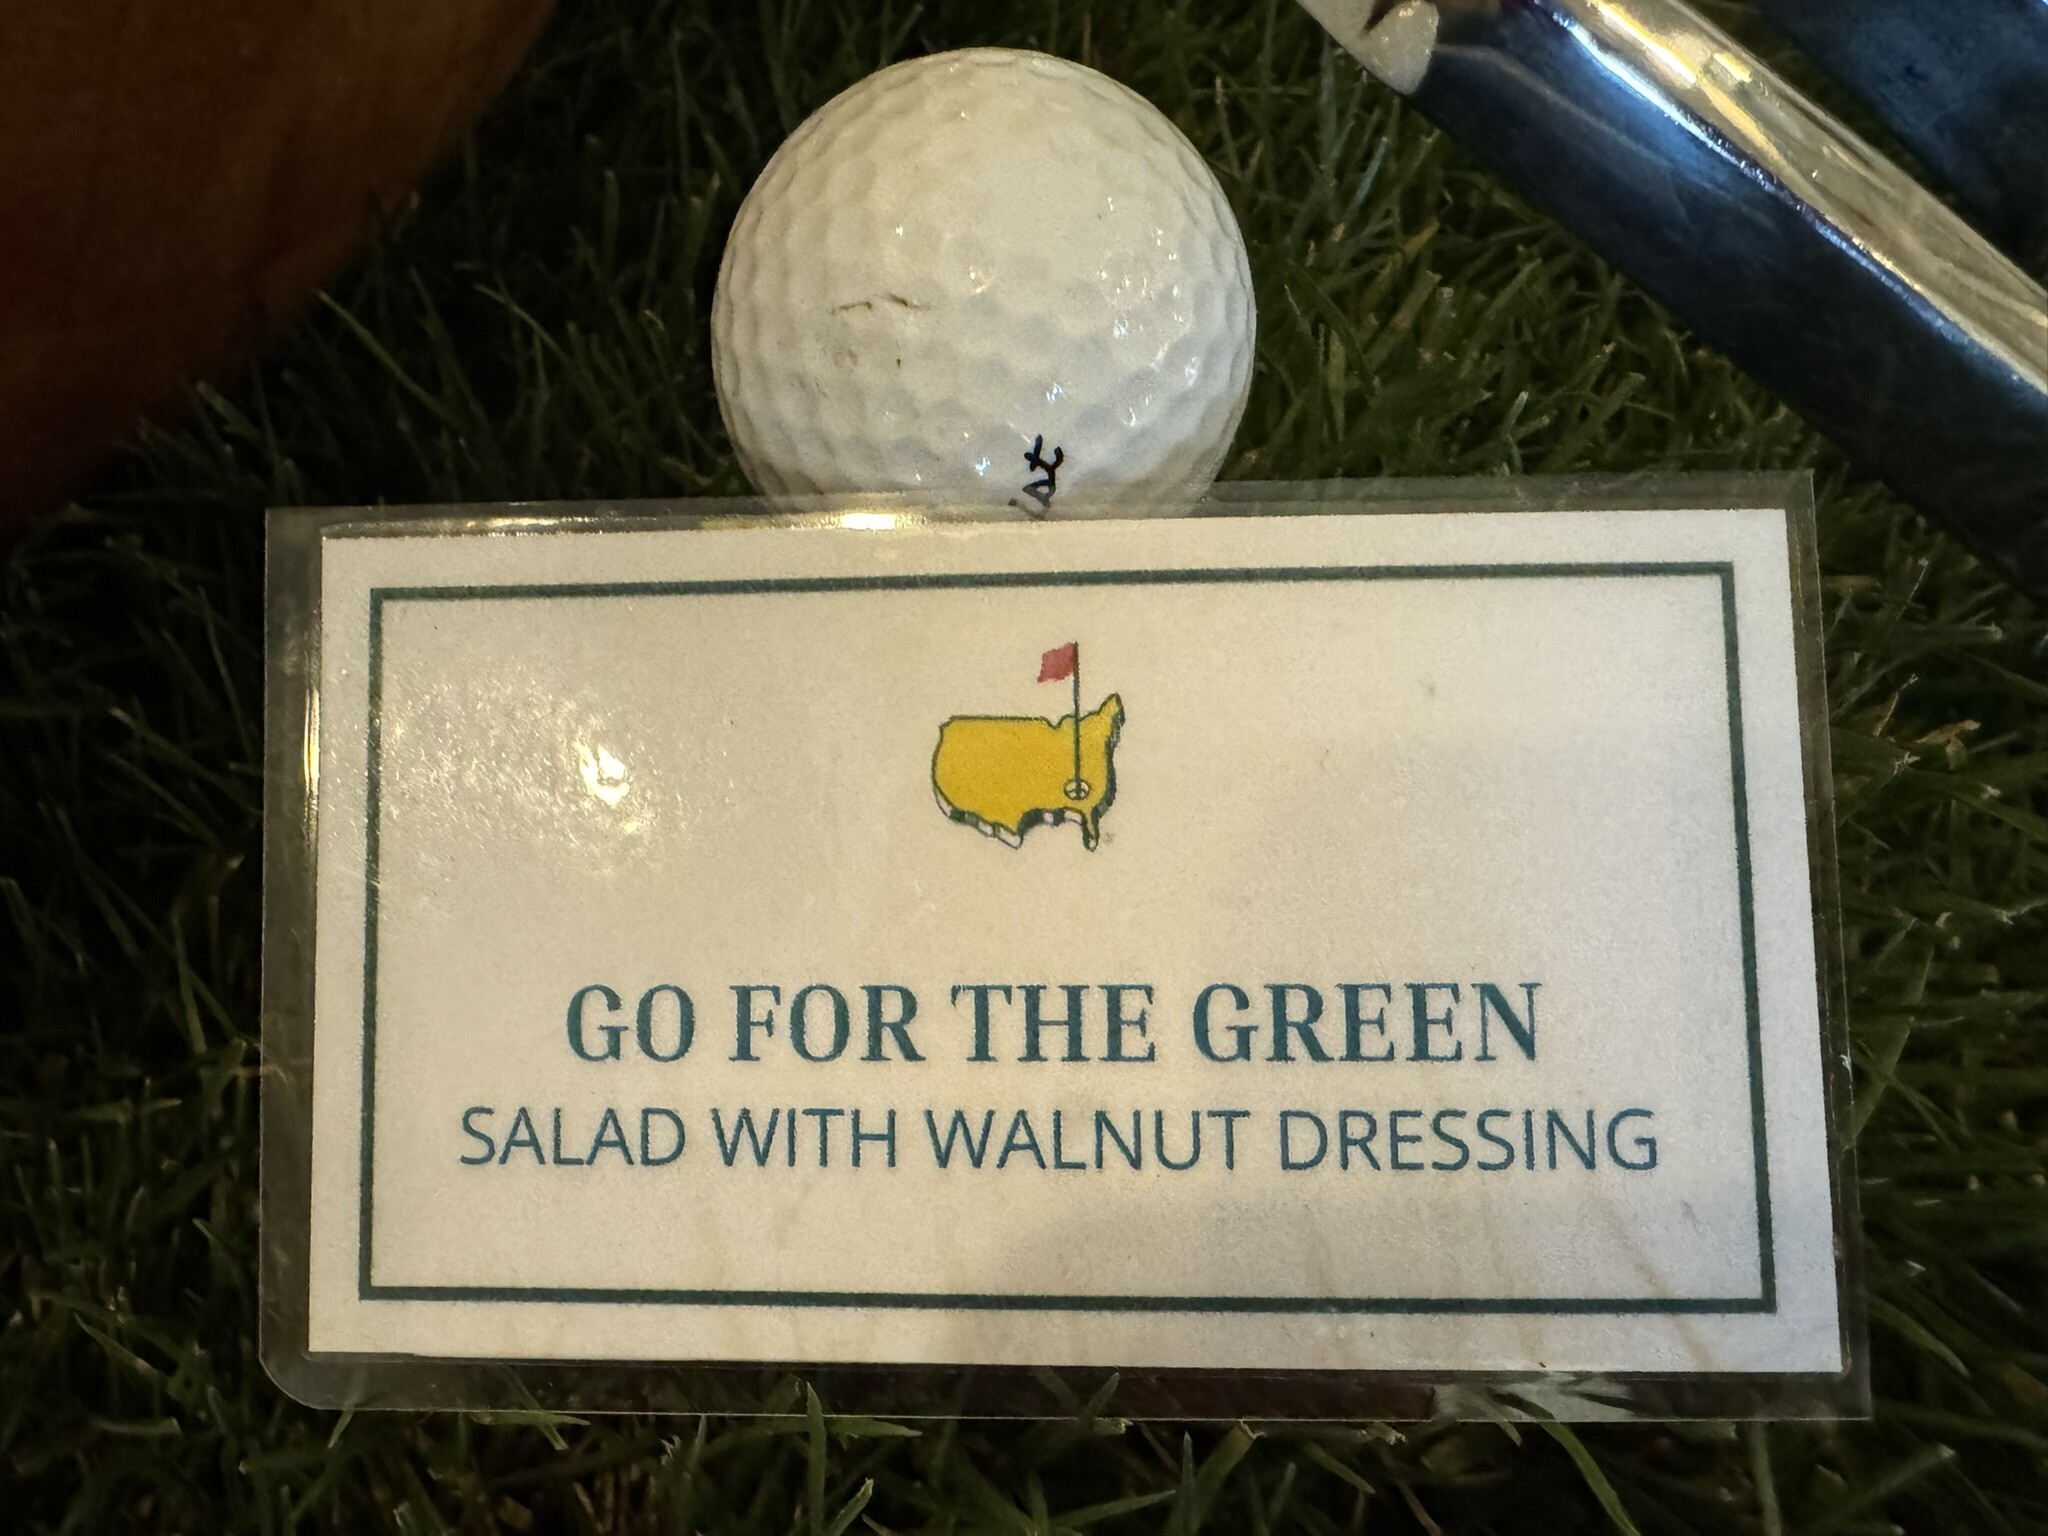 GO FOR THE GREEN
SALAD WITH WALNUT DRESSING